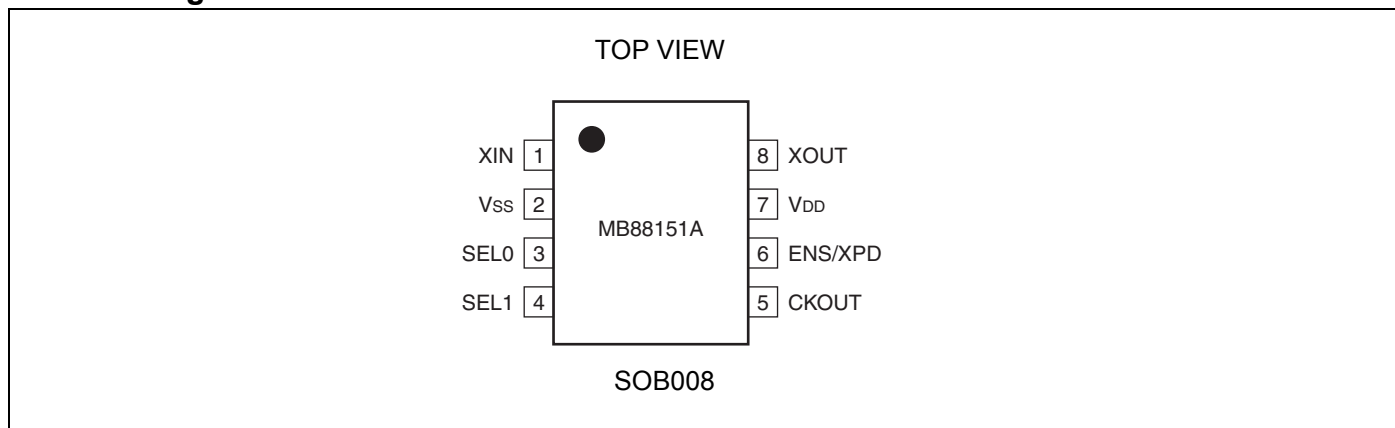 TOP VIEW
XIN 1 8 XOUT
VSS 2 7 VDD
MB88151A
SEL0 3 6 ENS/XPD
SEL1 4 5 CKOUT
SOB008